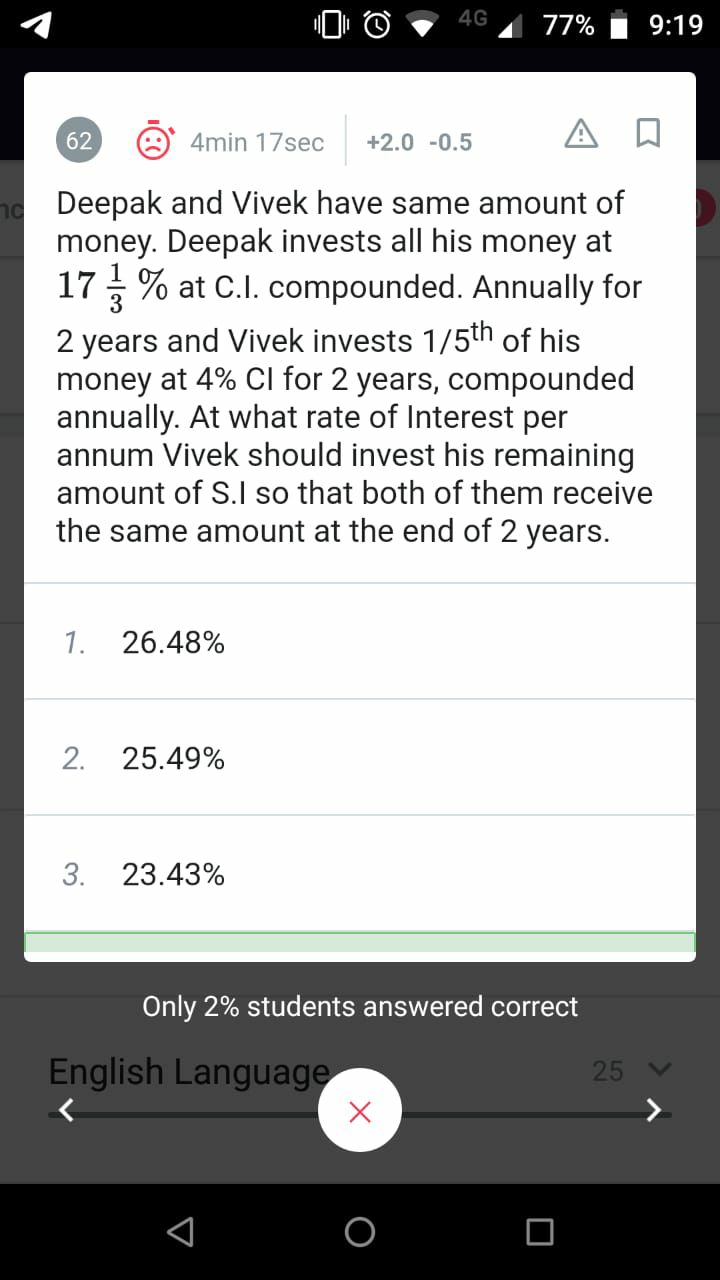 4G 77% 9:19
62 4min 17sec +2.0 -0.5
Deepak and Vivek have same amount of
money. Deepak invests all his money at
17 1/3 % at C.I. compounded. Annually for
2 years and Vivek invests 1/5th of his
money at 4% CI for 2 years, compounded
annually. At what rate of Interest per
annum Vivek should invest his remaining
amount of S.I so that both of them receive
the same amount at the end of 2 years.
1. 26.48%
2. 25.49%
3. 23.43%
Only 2% students answered correct
English Language 25